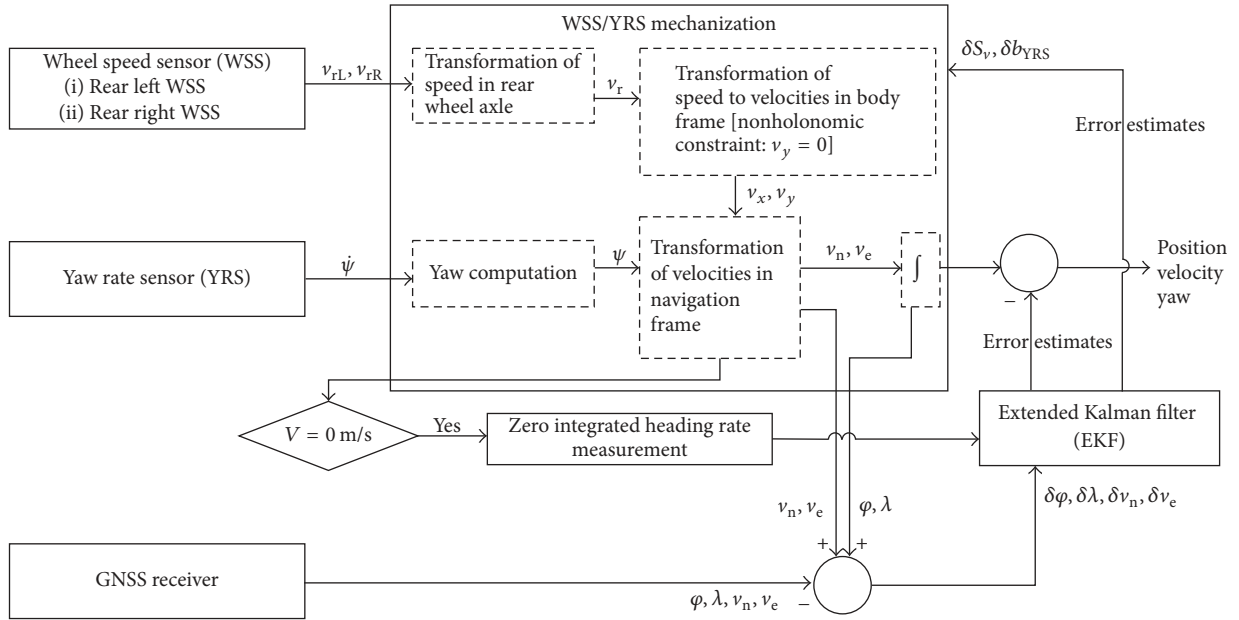 WSS/YRS mechanization
Wheel speed sensor (WSS)
(i) Rear left WSS
(ii) Rear right WSS
v_rL, v_rR
Transformation of
speed in rear
wheel axle
v_r
Transformation of
speed to velocities in body
frame [nonholonomic
constraint: v_y = 0]
δS_v, δb_YRS
Error estimates
v_x, v_y
Yaw rate sensor (YRS)
ψ̇
Yaw computation
ψ
Transformation
of velocities in
navigation
frame
v_n, v_e
∫
−
Position
velocity
yaw
Error estimates
V = 0 m/s
Yes
Zero integrated heading rate
measurement
Extended Kalman filter
(EKF)
v_n, v_e
φ, λ
δφ, δλ, δv_n, δv_e
+
+
GNSS receiver
φ, λ, v_n, v_e
−